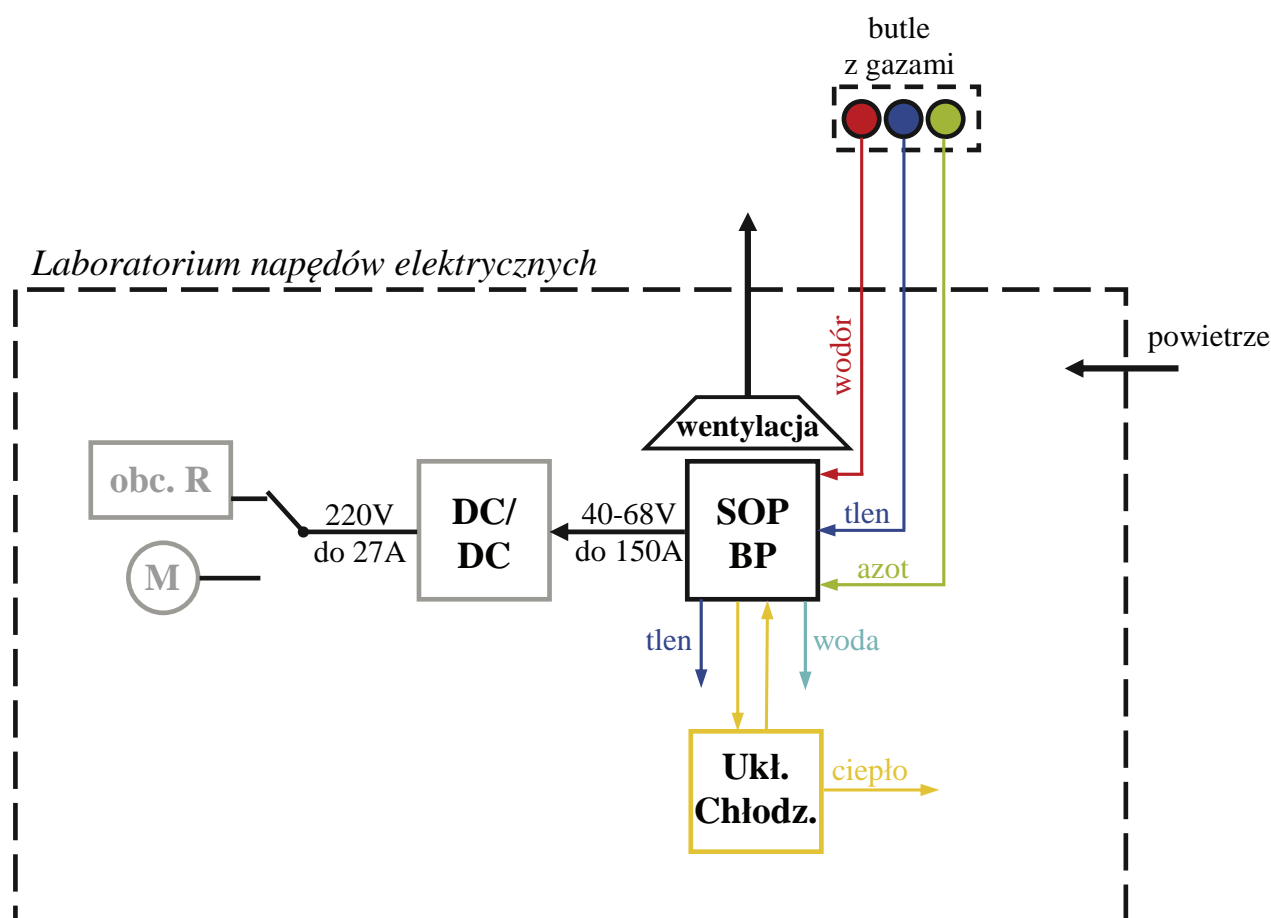 butle
z gazami
Laboratorium napędów elektrycznych
wodór
powietrze
wentylacja
obc. R
220V
do 27A
DC/
DC
40-68V
do 150A
SOP
BP
tlen
azot
M
tlen
woda
Ukł.
Chłodz.
ciepło